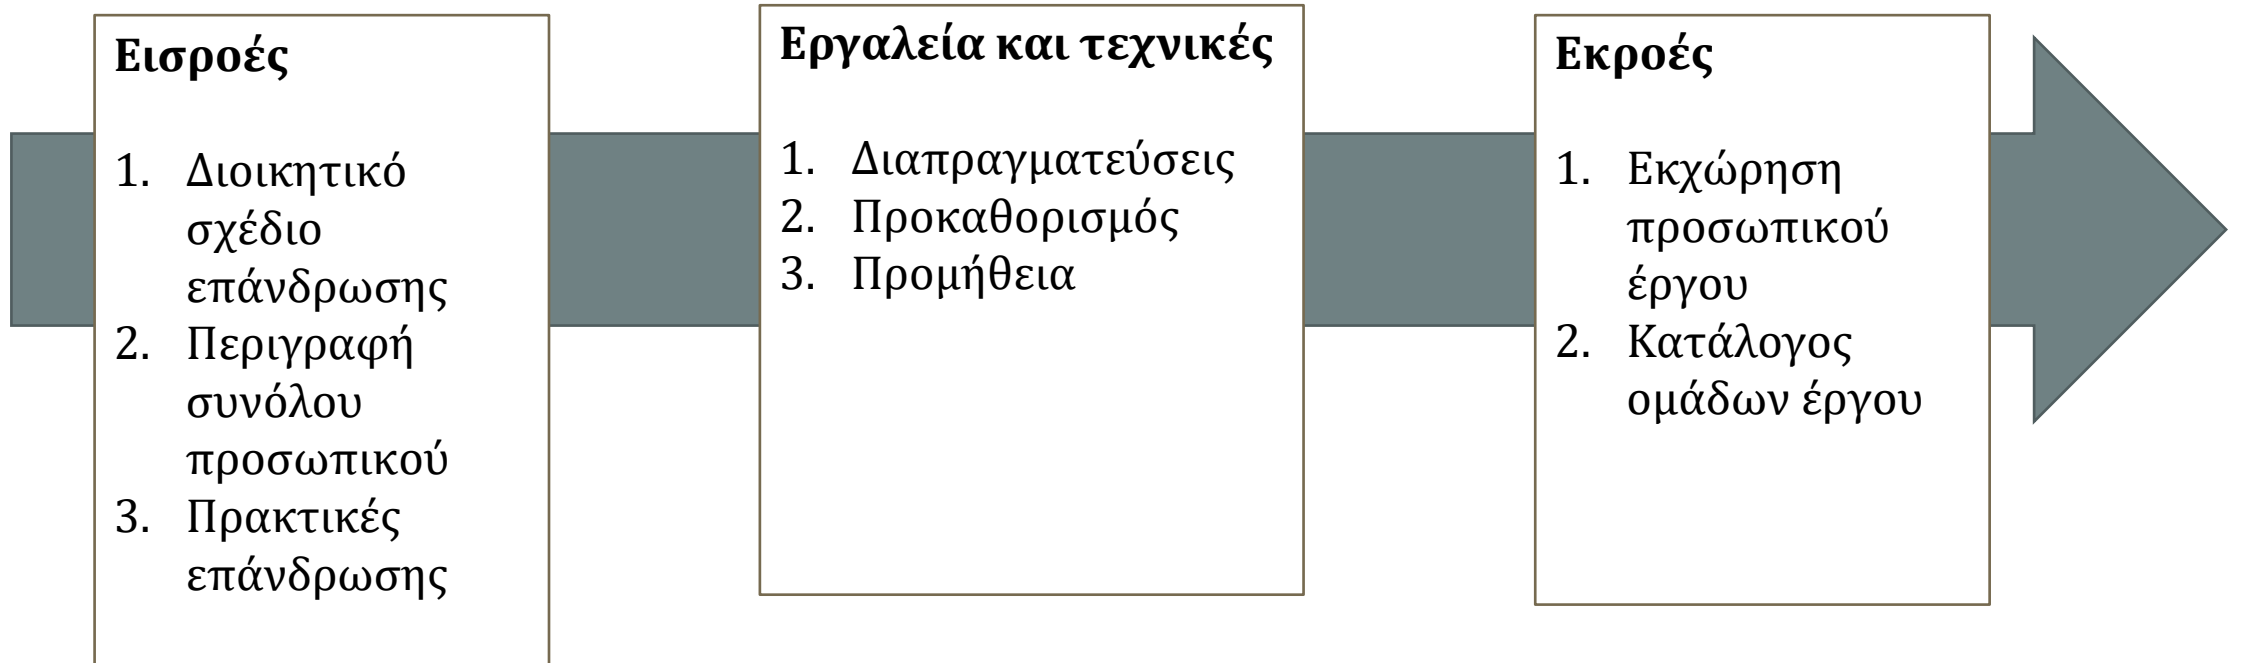 Εισροές
1. Διοικητικό
σχέδιο
επάνδρωσης
2. Περιγραφή
συνόλου
προσωπικού
3. Πρακτικές
επάνδρωσης
Εργαλεία και τεχνικές
1. Διαπραγματεύσεις
2. Προκαθορισμός
3. Προμήθεια
Εκροές
1. Εκχώρηση
προσωπικού
έργου
2. Κατάλογος
ομάδων έργου